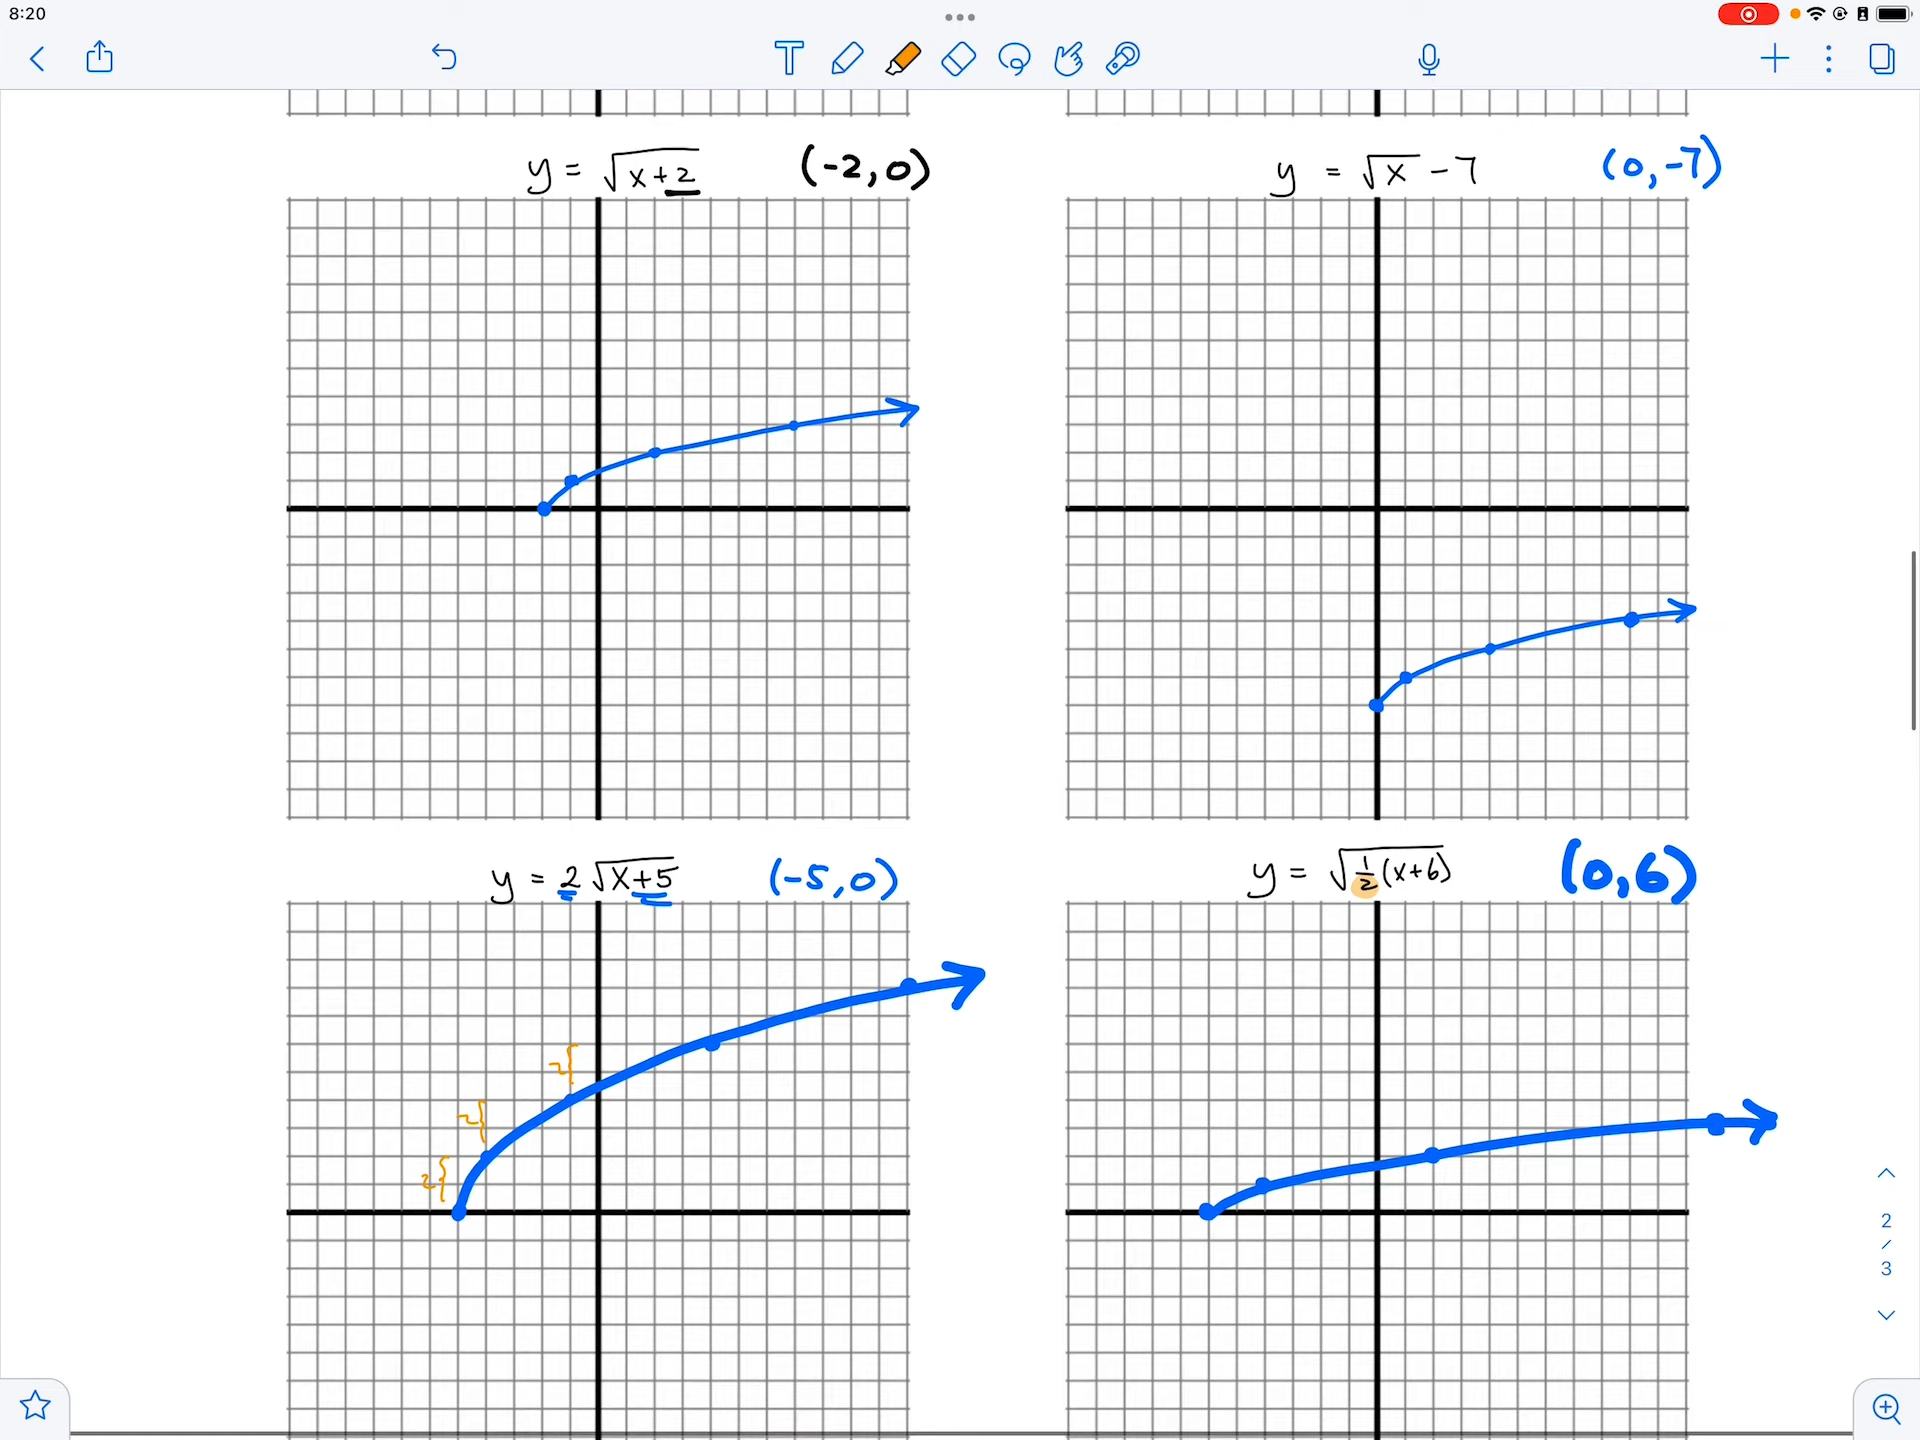 8:20
y = √x+2 (-2,0)
y = √x - 7 (0,-7)
y = 2√x+5 (-5,0)
y = √½(x+6) (0,6)
2
2
2
2
/
3